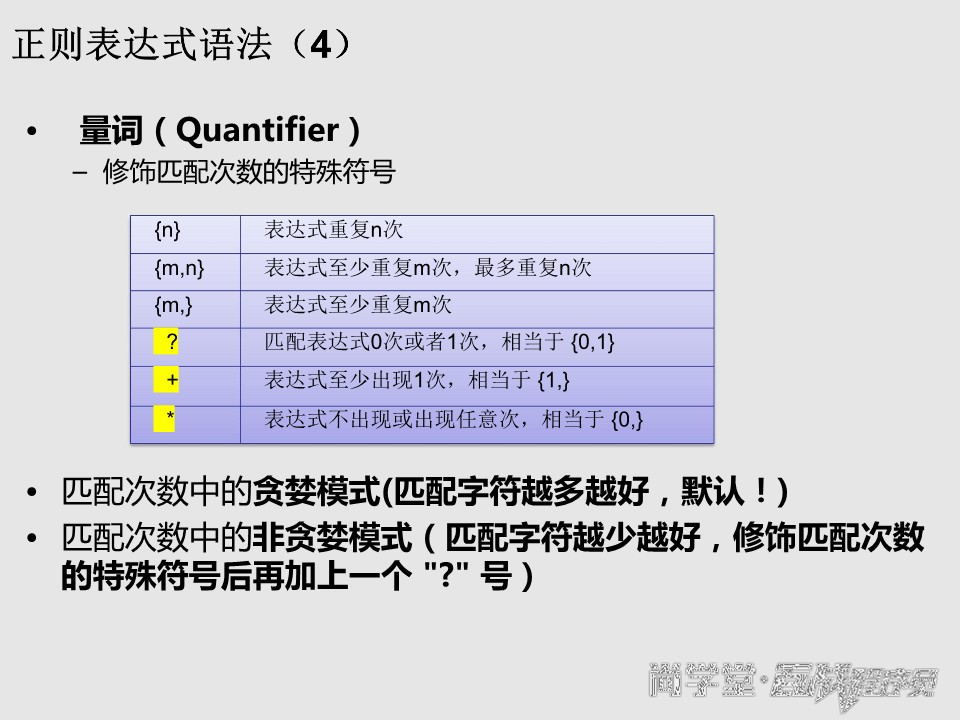 正则表达式语法（4）
• 量词（Quantifier）
– 修饰匹配次数的特殊符号
{n} 表达式重复n次
{m,n} 表达式至少重复m次，最多重复n次
{m,} 表达式至少重复m次
? 匹配表达式0次或者1次，相当于 {0,1}
+ 表达式至少出现1次，相当于 {1,}
* 表达式不出现或出现任意次，相当于 {0,}
• 匹配次数中的贪婪模式(匹配字符越多越好，默认！)
• 匹配次数中的非贪婪模式（匹配字符越少越好，修饰匹配次数
的特殊符号后再加上一个 "?" 号）
尚学堂·